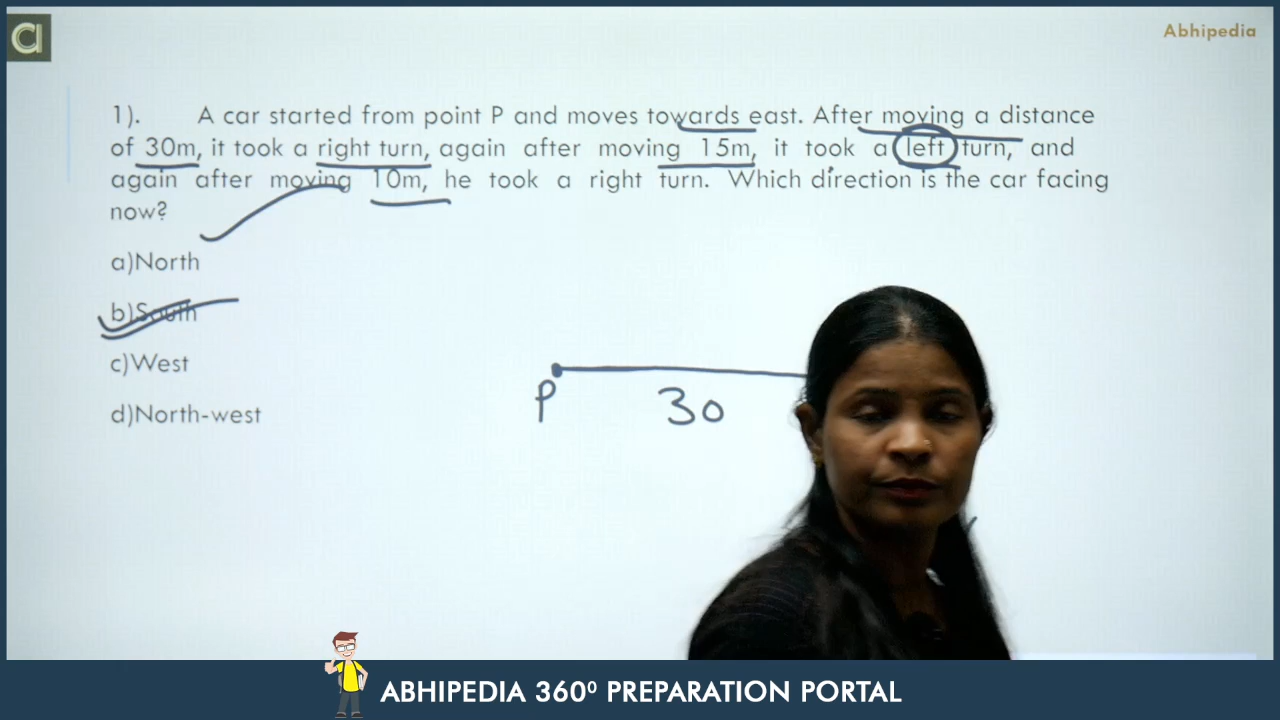 Abhipedia
1). A car started from point P and moves towards east. After moving a distance
of 30m, it took a right turn, again after moving 15m, it took a left turn, and
again after moving 10m, he took a right turn. Which direction is the car facing
now?
a)North
b)South
c)West
d)North-west
P
30
ABHIPEDIA 360⁰ PREPARATION PORTAL